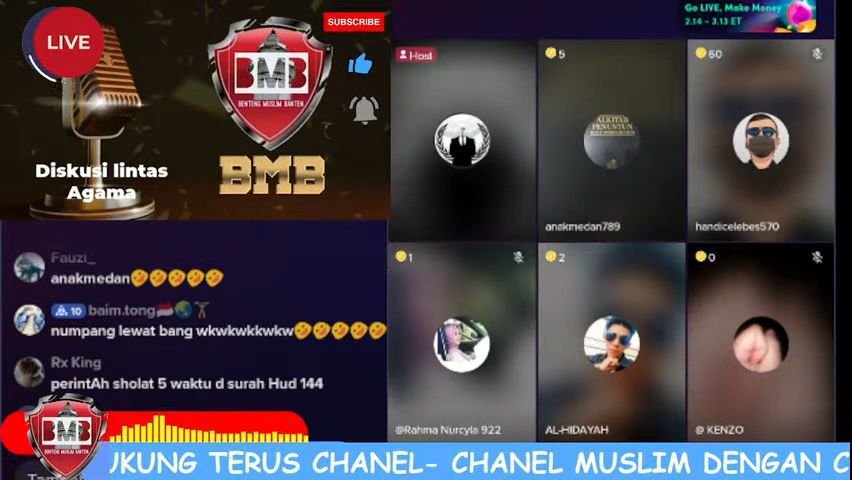 LIVE
SUBSCRIBE
BMB
BENTENG MUSLIM BANTEN
Diskusi lintas
Agama
BMB
Go LIVE, Make Money
2.14 – 3.13 ET
Host
5
60
ALKITAB
PENUNTUN
anakmedan789
handicelebes570
1
2
0
@Rahma Nurcyla 922
AL-HIDAYAH
@ KENZO
Fauzi_
anakmedan🤣🤣🤣🤣🤣
10 baim.tong🇮🇩🌏🏋
numpang lewat bang wkwkwkkwkw🤣🤣🤣🤣🤣
Rx King
perintAh sholat 5 waktu d surah Hud 144
BMB
UKUNG TERUS CHANEL- CHANEL MUSLIM DENGAN C